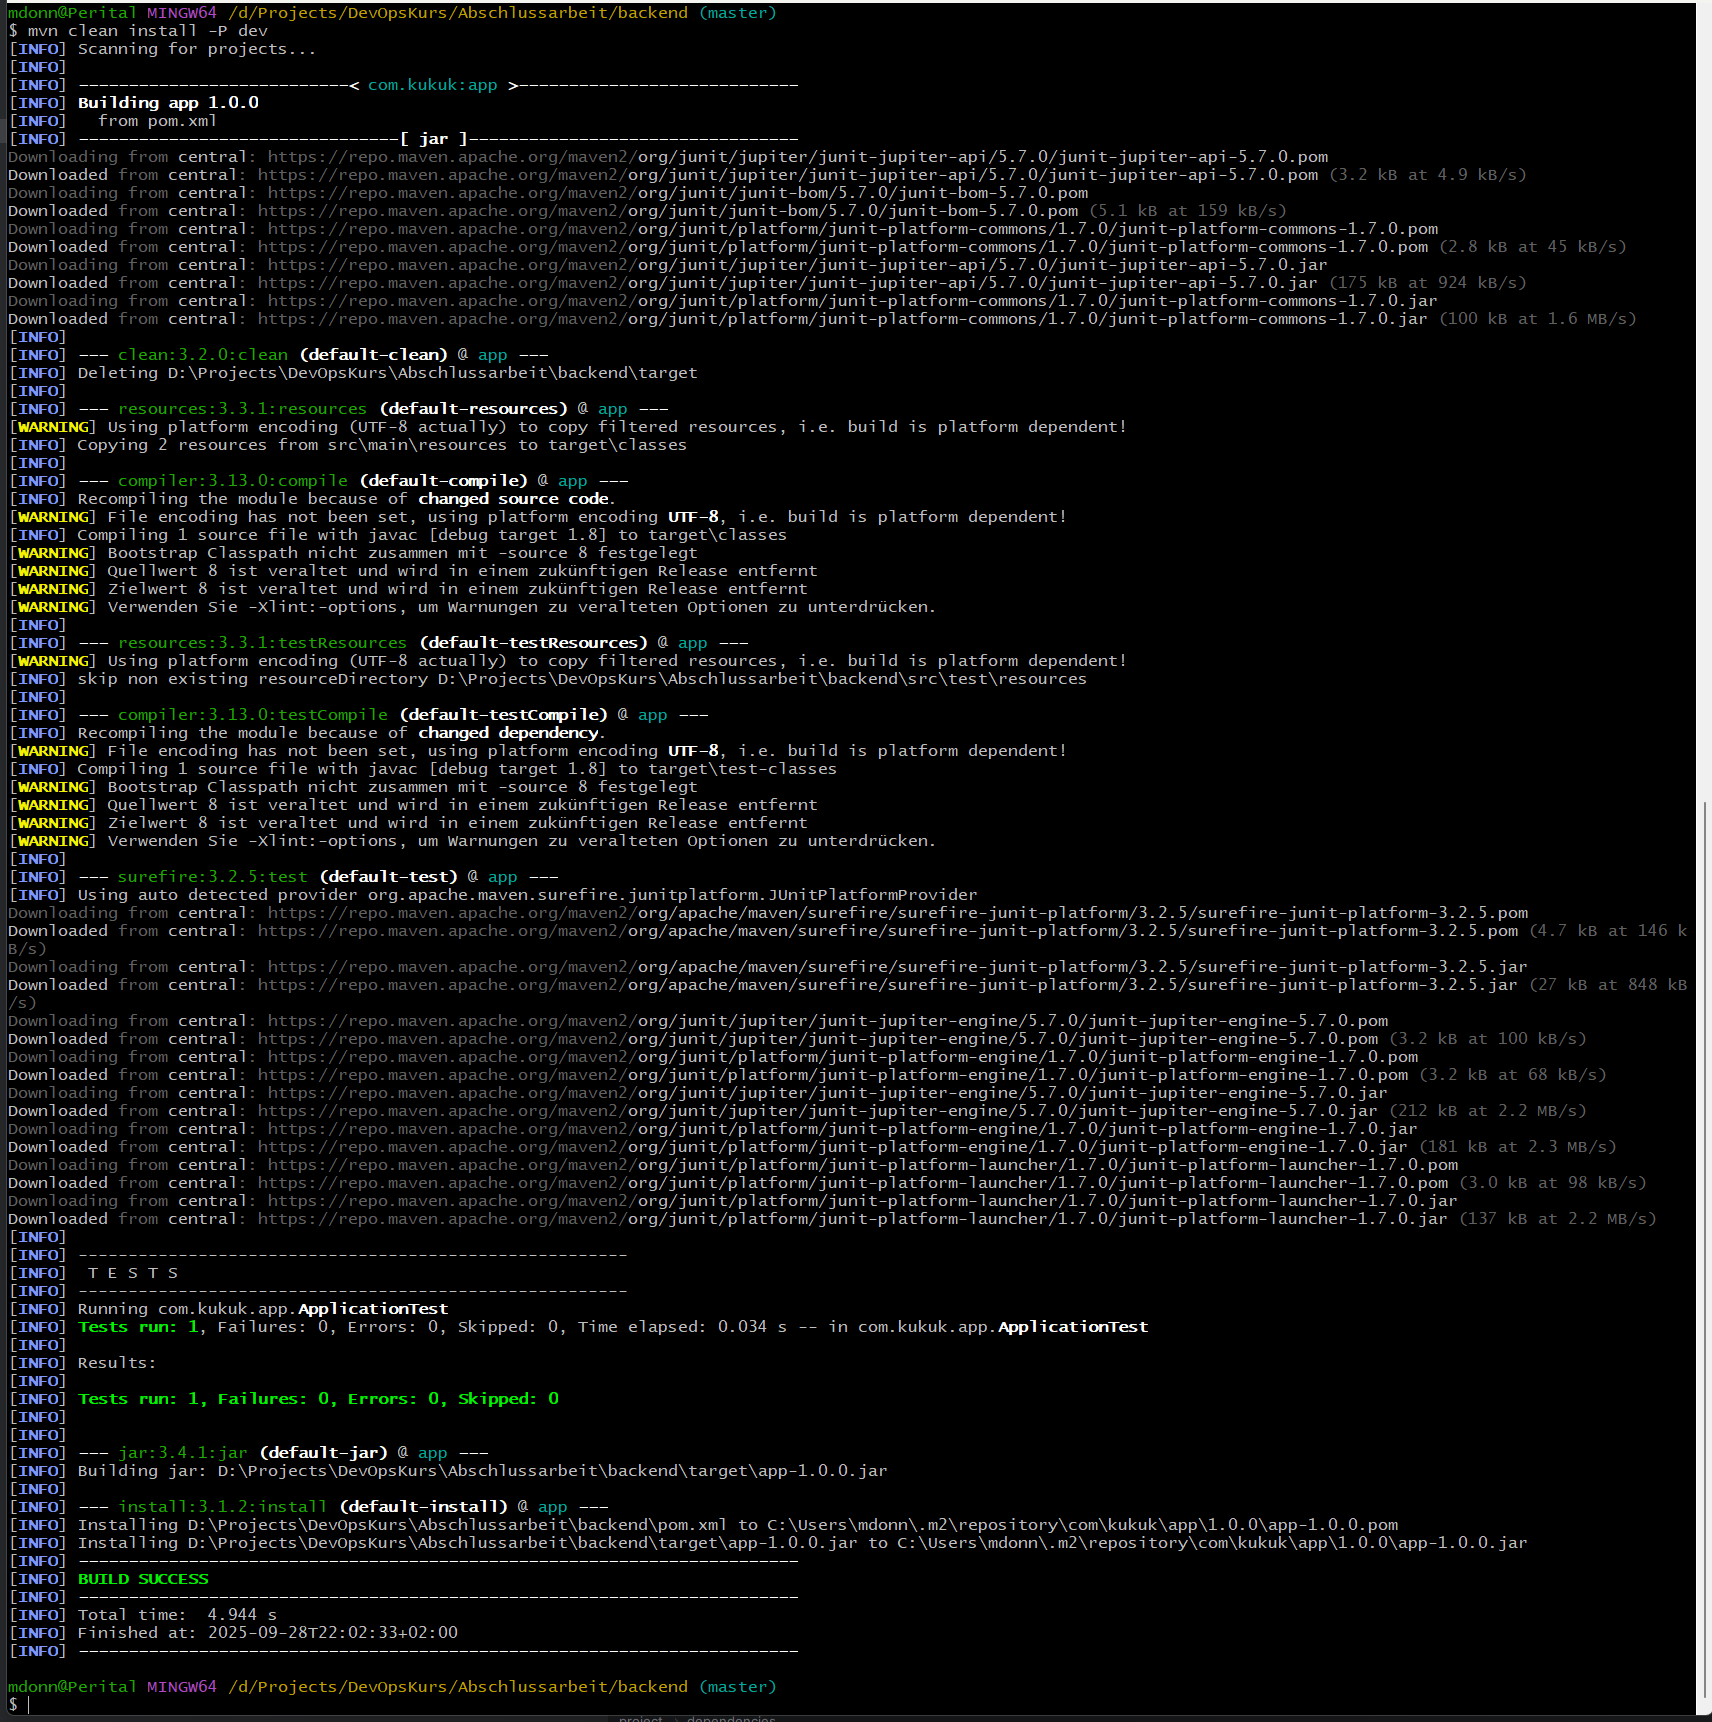 mdonn@Perital MINGW64 /d/Projects/DevOpsKurs/Abschlussarbeit/backend (master)
$ mvn clean install -P dev
[INFO] Scanning for projects...
[INFO]
[INFO] ---------------------------< com.kukuk:app >----------------------------
[INFO] Building app 1.0.0
[INFO]   from pom.xml
[INFO] --------------------------------[ jar ]---------------------------------
Downloading from central: https://repo.maven.apache.org/maven2/org/junit/jupiter/junit-jupiter-api/5.7.0/junit-jupiter-api-5.7.0.pom
Downloaded from central: https://repo.maven.apache.org/maven2/org/junit/jupiter/junit-jupiter-api/5.7.0/junit-jupiter-api-5.7.0.pom (3.2 kB at 4.9 kB/s)
Downloading from central: https://repo.maven.apache.org/maven2/org/junit/junit-bom/5.7.0/junit-bom-5.7.0.pom
Downloaded from central: https://repo.maven.apache.org/maven2/org/junit/junit-bom/5.7.0/junit-bom-5.7.0.pom (5.1 kB at 159 kB/s)
Downloading from central: https://repo.maven.apache.org/maven2/org/junit/platform/junit-platform-commons/1.7.0/junit-platform-commons-1.7.0.pom
Downloaded from central: https://repo.maven.apache.org/maven2/org/junit/platform/junit-platform-commons/1.7.0/junit-platform-commons-1.7.0.pom (2.8 kB at 45 kB/s)
Downloading from central: https://repo.maven.apache.org/maven2/org/junit/jupiter/junit-jupiter-api/5.7.0/junit-jupiter-api-5.7.0.jar
Downloaded from central: https://repo.maven.apache.org/maven2/org/junit/jupiter/junit-jupiter-api/5.7.0/junit-jupiter-api-5.7.0.jar (175 kB at 924 kB/s)
Downloading from central: https://repo.maven.apache.org/maven2/org/junit/platform/junit-platform-commons/1.7.0/junit-platform-commons-1.7.0.jar
Downloaded from central: https://repo.maven.apache.org/maven2/org/junit/platform/junit-platform-commons/1.7.0/junit-platform-commons-1.7.0.jar (100 kB at 1.6 MB/s)
[INFO]
[INFO] --- clean:3.2.0:clean (default-clean) @ app ---
[INFO] Deleting D:\Projects\DevOpsKurs\Abschlussarbeit\backend\target
[INFO]
[INFO] --- resources:3.3.1:resources (default-resources) @ app ---
[WARNING] Using platform encoding (UTF-8 actually) to copy filtered resources, i.e. build is platform dependent!
[INFO] Copying 2 resources from src\main\resources to target\classes
[INFO]
[INFO] --- compiler:3.13.0:compile (default-compile) @ app ---
[INFO] Recompiling the module because of changed source code.
[WARNING] File encoding has not been set, using platform encoding UTF-8, i.e. build is platform dependent!
[INFO] Compiling 1 source file with javac [debug target 1.8] to target\classes
[WARNING] Bootstrap Classpath nicht zusammen mit -source 8 festgelegt
[WARNING] Quellwert 8 ist veraltet und wird in einem zukünftigen Release entfernt
[WARNING] Zielwert 8 ist veraltet und wird in einem zukünftigen Release entfernt
[WARNING] Verwenden Sie -Xlint:-options, um Warnungen zu veralteten Optionen zu unterdrücken.
[INFO]
[INFO] --- resources:3.3.1:testResources (default-testResources) @ app ---
[WARNING] Using platform encoding (UTF-8 actually) to copy filtered resources, i.e. build is platform dependent!
[INFO] skip non existing resourceDirectory D:\Projects\DevOpsKurs\Abschlussarbeit\backend\src\test\resources
[INFO]
[INFO] --- compiler:3.13.0:testCompile (default-testCompile) @ app ---
[INFO] Recompiling the module because of changed dependency.
[WARNING] File encoding has not been set, using platform encoding UTF-8, i.e. build is platform dependent!
[INFO] Compiling 1 source file with javac [debug target 1.8] to target\test-classes
[WARNING] Bootstrap Classpath nicht zusammen mit -source 8 festgelegt
[WARNING] Quellwert 8 ist veraltet und wird in einem zukünftigen Release entfernt
[WARNING] Zielwert 8 ist veraltet und wird in einem zukünftigen Release entfernt
[WARNING] Verwenden Sie -Xlint:-options, um Warnungen zu veralteten Optionen zu unterdrücken.
[INFO]
[INFO] --- surefire:3.2.5:test (default-test) @ app ---
[INFO] Using auto detected provider org.apache.maven.surefire.junitplatform.JUnitPlatformProvider
Downloading from central: https://repo.maven.apache.org/maven2/org/apache/maven/surefire/surefire-junit-platform/3.2.5/surefire-junit-platform-3.2.5.pom
Downloaded from central: https://repo.maven.apache.org/maven2/org/apache/maven/surefire/surefire-junit-platform/3.2.5/surefire-junit-platform-3.2.5.pom (4.7 kB at 146 k
B/s)
Downloading from central: https://repo.maven.apache.org/maven2/org/apache/maven/surefire/surefire-junit-platform/3.2.5/surefire-junit-platform-3.2.5.jar
Downloaded from central: https://repo.maven.apache.org/maven2/org/apache/maven/surefire/surefire-junit-platform/3.2.5/surefire-junit-platform-3.2.5.jar (27 kB at 848 kB
/s)
Downloading from central: https://repo.maven.apache.org/maven2/org/junit/jupiter/junit-jupiter-engine/5.7.0/junit-jupiter-engine-5.7.0.pom
Downloaded from central: https://repo.maven.apache.org/maven2/org/junit/jupiter/junit-jupiter-engine/5.7.0/junit-jupiter-engine-5.7.0.pom (3.2 kB at 100 kB/s)
Downloading from central: https://repo.maven.apache.org/maven2/org/junit/platform/junit-platform-engine/1.7.0/junit-platform-engine-1.7.0.pom
Downloaded from central: https://repo.maven.apache.org/maven2/org/junit/platform/junit-platform-engine/1.7.0/junit-platform-engine-1.7.0.pom (3.2 kB at 68 kB/s)
Downloading from central: https://repo.maven.apache.org/maven2/org/junit/jupiter/junit-jupiter-engine/5.7.0/junit-jupiter-engine-5.7.0.jar
Downloaded from central: https://repo.maven.apache.org/maven2/org/junit/jupiter/junit-jupiter-engine/5.7.0/junit-jupiter-engine-5.7.0.jar (212 kB at 2.2 MB/s)
Downloading from central: https://repo.maven.apache.org/maven2/org/junit/platform/junit-platform-engine/1.7.0/junit-platform-engine-1.7.0.jar
Downloaded from central: https://repo.maven.apache.org/maven2/org/junit/platform/junit-platform-engine/1.7.0/junit-platform-engine-1.7.0.jar (181 kB at 2.3 MB/s)
Downloading from central: https://repo.maven.apache.org/maven2/org/junit/platform/junit-platform-launcher/1.7.0/junit-platform-launcher-1.7.0.pom
Downloaded from central: https://repo.maven.apache.org/maven2/org/junit/platform/junit-platform-launcher/1.7.0/junit-platform-launcher-1.7.0.pom (3.0 kB at 98 kB/s)
Downloading from central: https://repo.maven.apache.org/maven2/org/junit/platform/junit-platform-launcher/1.7.0/junit-platform-launcher-1.7.0.jar
Downloaded from central: https://repo.maven.apache.org/maven2/org/junit/platform/junit-platform-launcher/1.7.0/junit-platform-launcher-1.7.0.jar (137 kB at 2.2 MB/s)
[INFO]
[INFO] -------------------------------------------------------
[INFO]  T E S T S
[INFO] -------------------------------------------------------
[INFO] Running com.kukuk.app.ApplicationTest
[INFO] Tests run: 1, Failures: 0, Errors: 0, Skipped: 0, Time elapsed: 0.034 s -- in com.kukuk.app.ApplicationTest
[INFO]
[INFO] Results:
[INFO]
[INFO] Tests run: 1, Failures: 0, Errors: 0, Skipped: 0
[INFO]
[INFO]
[INFO] --- jar:3.4.1:jar (default-jar) @ app ---
[INFO] Building jar: D:\Projects\DevOpsKurs\Abschlussarbeit\backend\target\app-1.0.0.jar
[INFO]
[INFO] --- install:3.1.2:install (default-install) @ app ---
[INFO] Installing D:\Projects\DevOpsKurs\Abschlussarbeit\backend\pom.xml to C:\Users\mdonn\.m2\repository\com\kukuk\app\1.0.0\app-1.0.0.pom
[INFO] Installing D:\Projects\DevOpsKurs\Abschlussarbeit\backend\target\app-1.0.0.jar to C:\Users\mdonn\.m2\repository\com\kukuk\app\1.0.0\app-1.0.0.jar
[INFO] ------------------------------------------------------------------------
[INFO] BUILD SUCCESS
[INFO] ------------------------------------------------------------------------
[INFO] Total time:  4.944 s
[INFO] Finished at: 2025-09-28T22:02:33+02:00
[INFO] ------------------------------------------------------------------------
mdonn@Perital MINGW64 /d/Projects/DevOpsKurs/Abschlussarbeit/backend (master)
$
project > dependencies